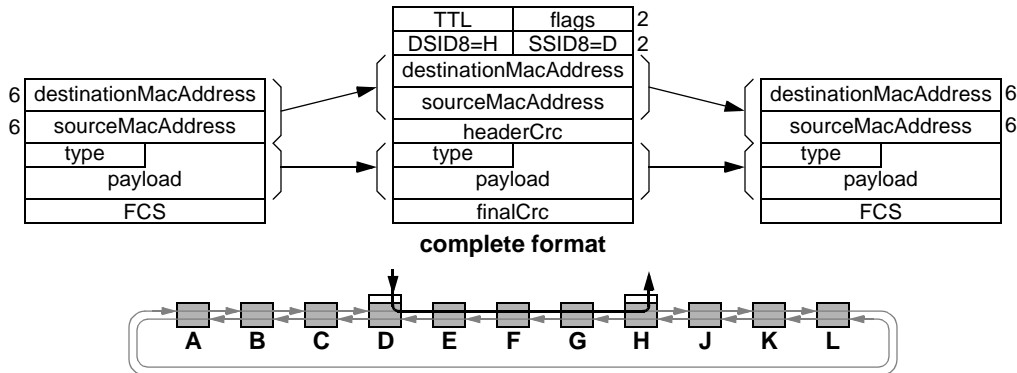 TTL flags 2
DSID8=H SSID8=D 2
destinationMacAddress
sourceMacAddress
headerCrc
type
payload
finalCrc
complete format
6 destinationMacAddress
6 sourceMacAddress
type
payload
FCS
destinationMacAddress 6
sourceMacAddress 6
type
payload
FCS
A B C D E F G H J K L